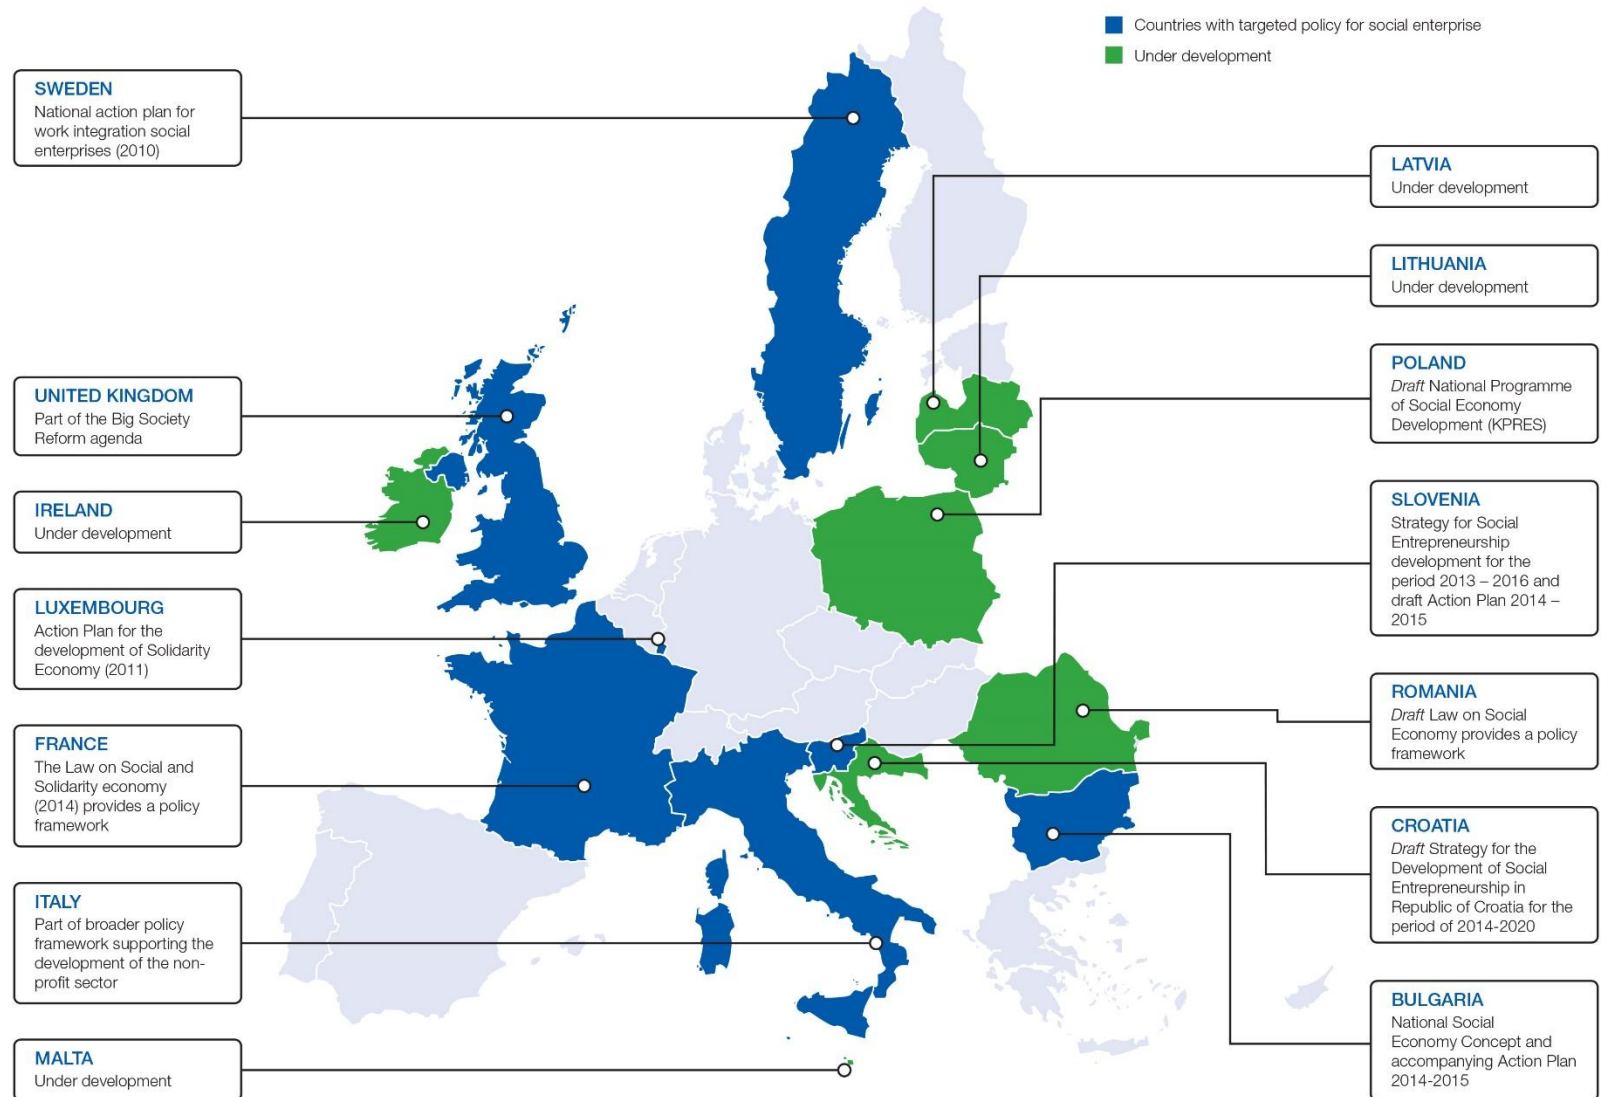 Countries with targeted policy for social enterprise
Under development
SWEDEN
National action plan for
work integration social
enterprises (2010)
UNITED KINGDOM
Part of the Big Society
Reform agenda
IRELAND
Under development
LUXEMBOURG
Action Plan for the
development of Solidarity
Economy (2011)
FRANCE
The Law on Social and
Solidarity economy
(2014) provides a policy
framework
ITALY
Part of broader policy
framework supporting the
development of the non-
profit sector
MALTA
Under development
LATVIA
Under development
LITHUANIA
Under development
POLAND
Draft National Programme
of Social Economy
Development (KPRES)
SLOVENIA
Strategy for Social
Entrepreneurship
development for the
period 2013 – 2016 and
draft Action Plan 2014 –
2015
ROMANIA
Draft Law on Social
Economy provides a policy
framework
CROATIA
Draft Strategy for the
Development of Social
Entrepreneurship in
Republic of Croatia for the
period of 2014-2020
BULGARIA
National Social
Economy Concept and
accompanying Action Plan
2014-2015